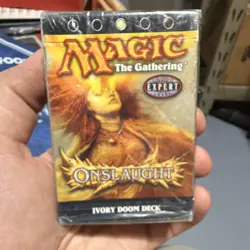 MAGIC
The Gathering
EXPERT
ONSLAUGHT
IVORY DOOM DECK